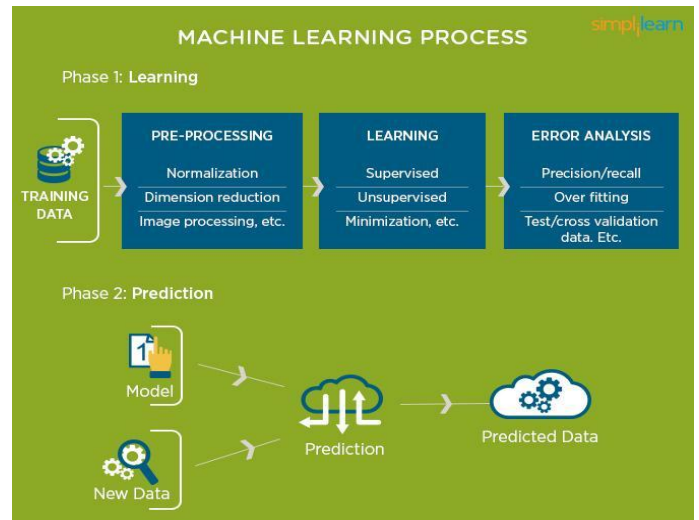 simplilearn
MACHINE LEARNING PROCESS
Phase 1: Learning
TRAINING
DATA
PRE-PROCESSING
Normalization
Dimension reduction
Image processing, etc.
LEARNING
Supervised
Unsupervised
Minimization, etc.
ERROR ANALYSIS
Precision/recall
Over fitting
Test/cross validation
data. Etc.
Phase 2: Prediction
1
Model
New Data
Prediction
Predicted Data